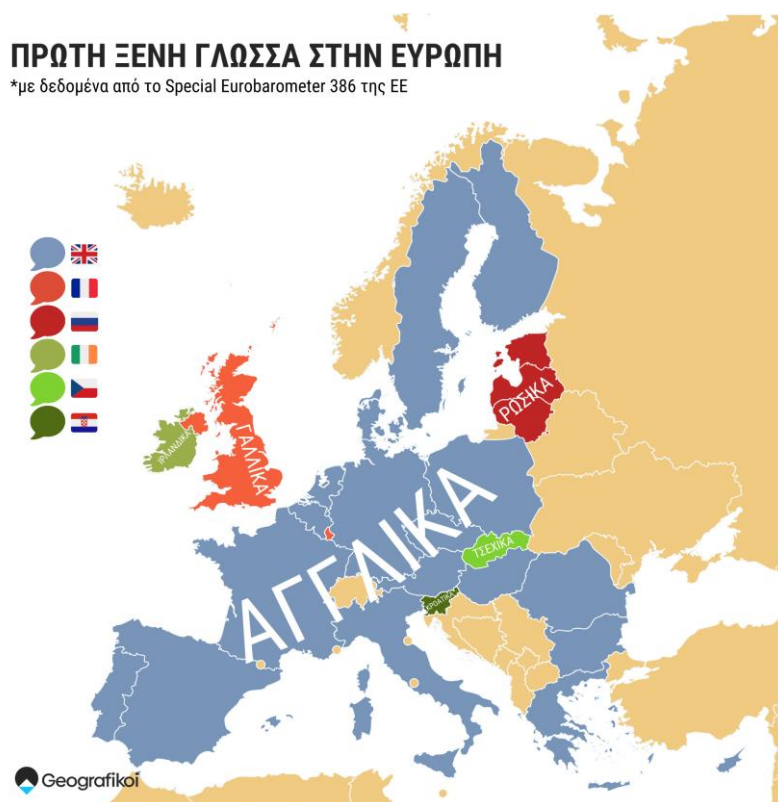 ΠΡΩΤΗ ΞΕΝΗ ΓΛΩΣΣΑ ΣΤΗΝ ΕΥΡΩΠΗ
*με δεδομένα από το Special Eurobarometer 386 της ΕΕ
ΡΩΣΙΚΑ
ΙΡΛΑΝΔΙΚΑ
ΓΑΛΛΙΚΑ
ΑΓΓΛΙΚΑ
ΤΣΕΧΙΚΑ
ΚΡΟΑΤΙΚΑ
Geografikoi